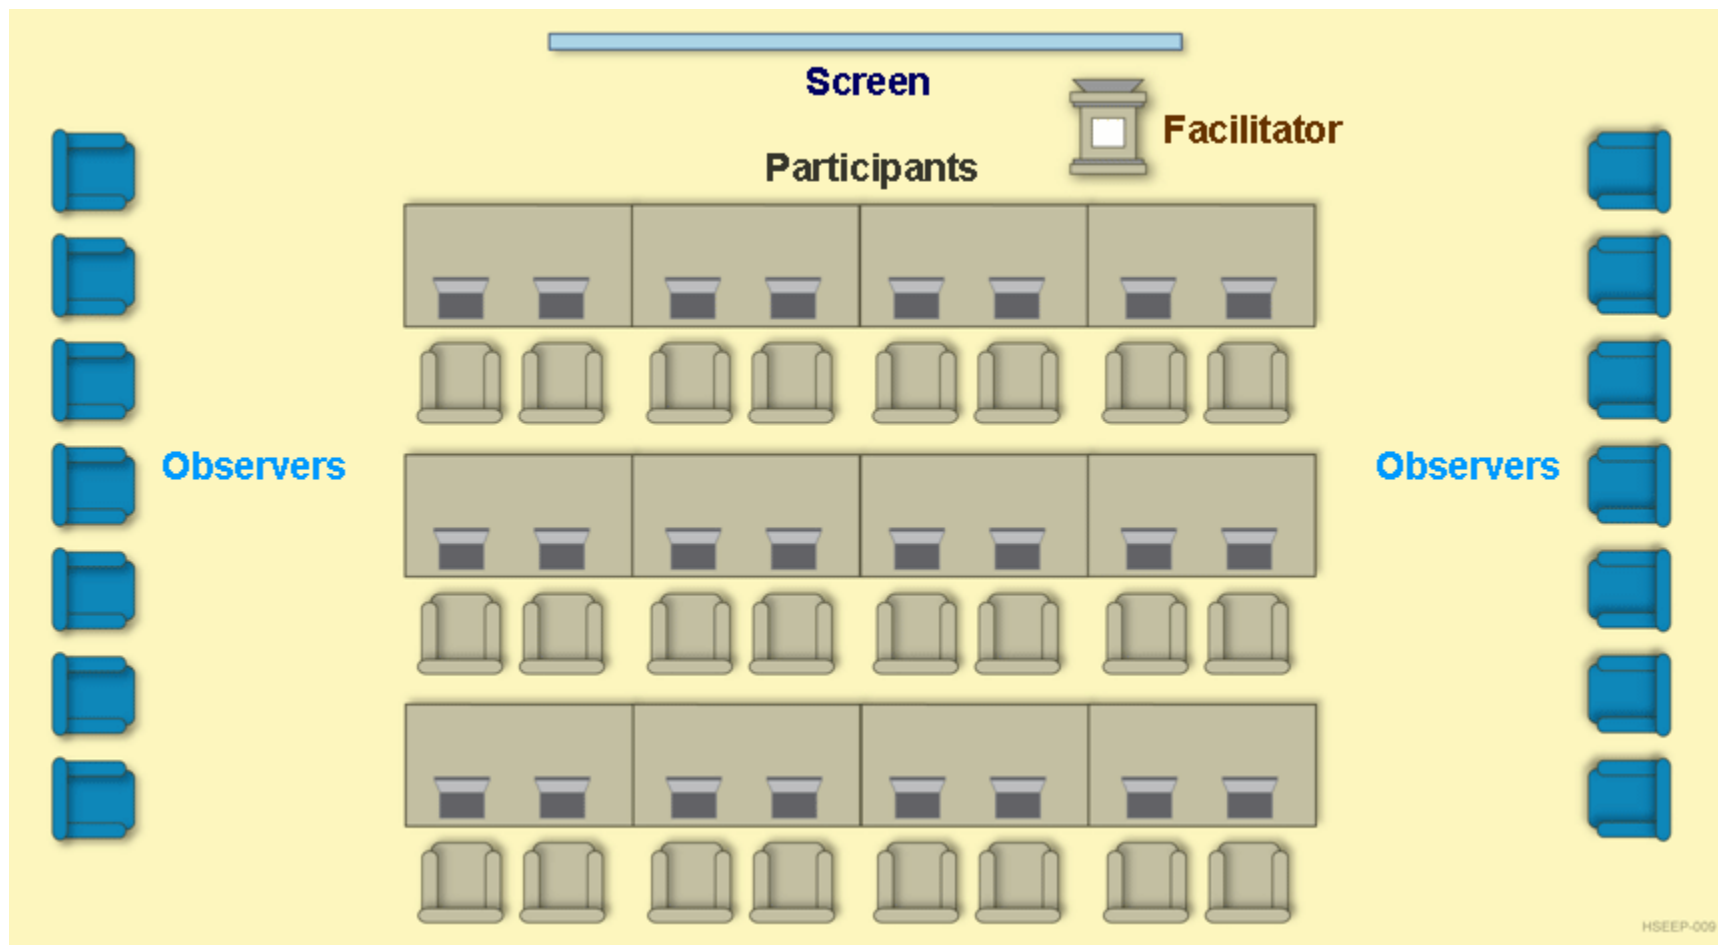 Screen
Facilitator
Participants
Observers
Observers
HSEEP-009